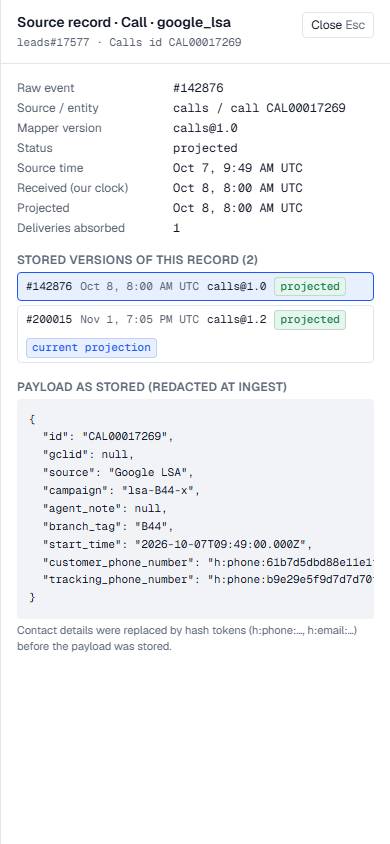 Source record · Call · google_lsa
Close Esc
leads#17577 · Calls id CAL00017269
Raw event #142876
Source / entity calls / call CAL00017269
Mapper version calls@1.0
Status projected
Source time Oct 7, 9:49 AM UTC
Received (our clock) Oct 8, 8:00 AM UTC
Projected Oct 8, 8:00 AM UTC
Deliveries absorbed 1
STORED VERSIONS OF THIS RECORD (2)
#142876 Oct 8, 8:00 AM UTC calls@1.0 projected
#200015 Nov 1, 7:05 PM UTC calls@1.2 projected
current projection
PAYLOAD AS STORED (REDACTED AT INGEST)
{
"id": "CAL00017269",
"gclid": null,
"source": "Google LSA",
"campaign": "lsa-B44-x",
"agent_note": null,
"branch_tag": "B44",
"start_time": "2026-10-07T09:49:00.000Z",
"customer_phone_number": "h:phone:61b7d5dbd88e11e1
"tracking_phone_number": "h:phone:b9e29e5f9d7d7d70
}
Contact details were replaced by hash tokens (h:phone:…, h:email:…)
before the payload was stored.